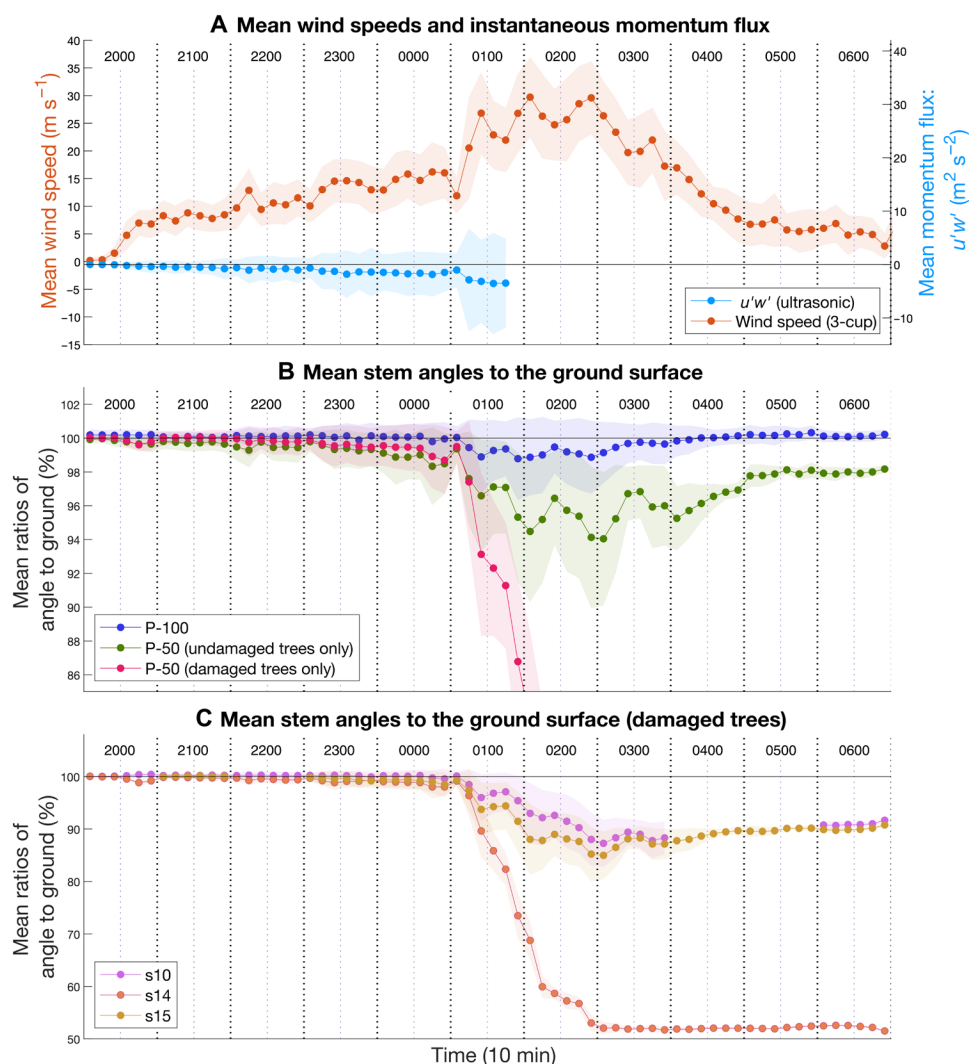 A Mean wind speeds and instantaneous momentum flux
40
35
30
25
20
15
10
5
0
−5
−10
−15
Mean wind speed (m s⁻¹)
2000 2100 2200 2300 0000 0100 0200 0300 0400 0500 0600
40
30
20
10
0
−10
Mean momentum flux:
u'w' (m² s⁻²)
u'w' (ultrasonic)
Wind speed (3-cup)
B Mean stem angles to the ground surface
102
100
98
96
94
92
90
88
86
Mean ratios of
angle to ground (%)
2000 2100 2200 2300 0000 0100 0200 0300 0400 0500 0600
P-100
P-50 (undamaged trees only)
P-50 (damaged trees only)
C Mean stem angles to the ground surface (damaged trees)
100
90
80
70
60
50
Mean ratios of
angle to ground (%)
2000 2100 2200 2300 0000 0100 0200 0300 0400 0500 0600
s10
s14
s15
Time (10 min)